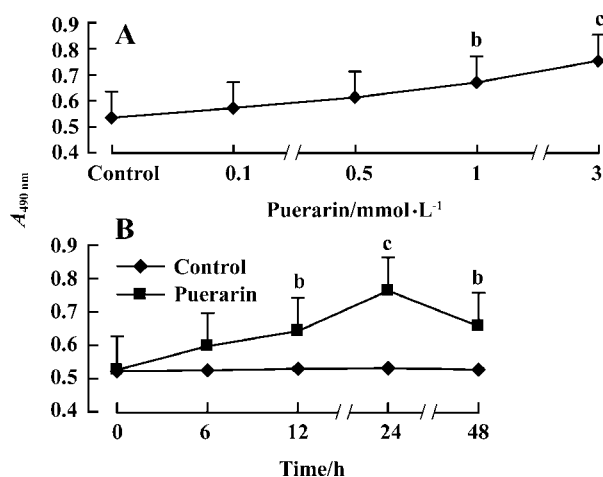 A
0.9
0.8
0.7
0.6
0.5
0.4
b
c
Control
0.1
0.5
1
3
Puerarin/mmol·L⁻¹
A490 nm
B
0.9
0.8
0.7
0.6
0.5
0.4
Control
Puerarin
b
c
b
0
6
12
24
48
Time/h